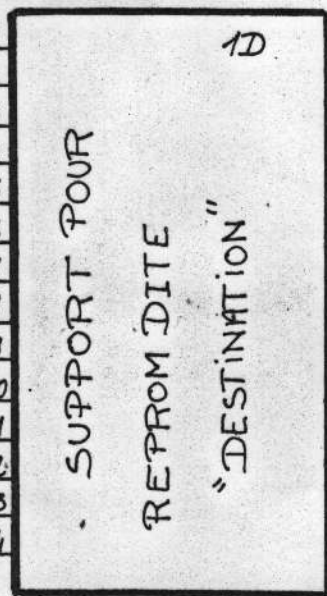 1D
. SUPPORT POUR
REPROM DITE
"DESTINATION"